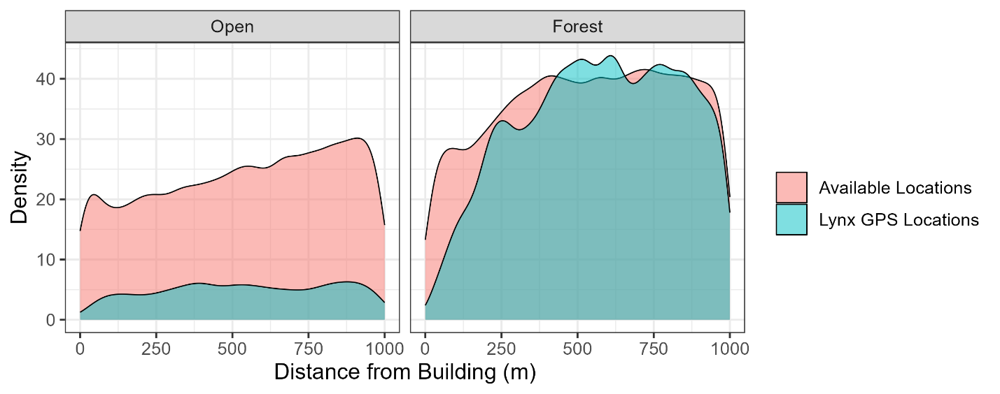 Open Forest
Density
40
30
20
10
0
0 250 500 750 1000 0 250 500 750 1000
Distance from Building (m)
Available Locations
Lynx GPS Locations